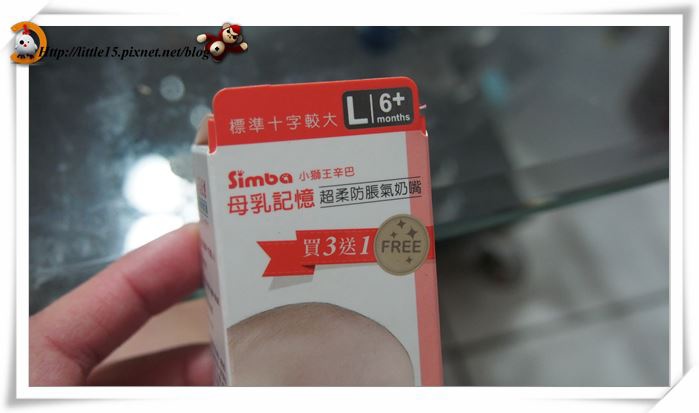 Http://little15.pixnet.net/blog
標準十字較大 L 6+ months
Simba 小獅王辛巴
母乳記憶 超柔防脹氣奶嘴
買3送1 FREE